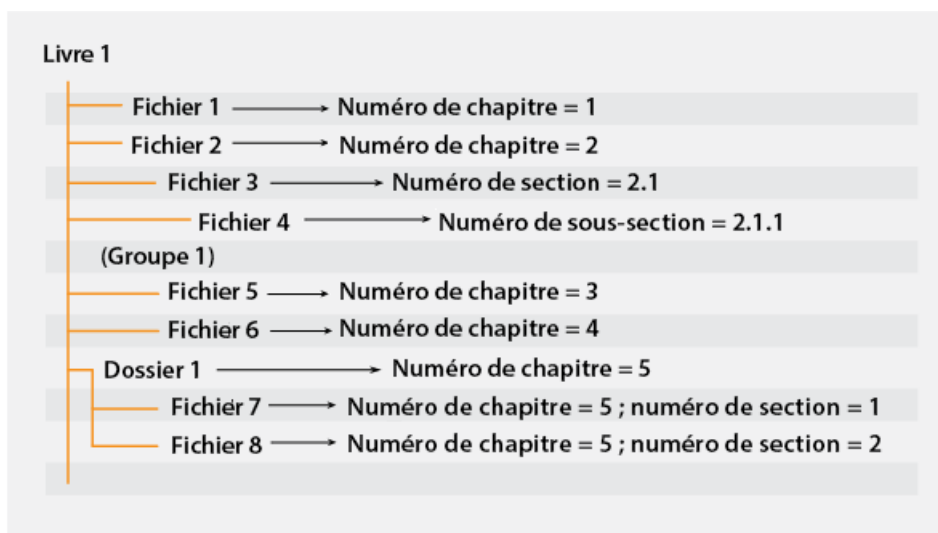 Livre 1
Fichier 1 Numéro de chapitre = 1
Fichier 2 Numéro de chapitre = 2
Fichier 3 Numéro de section = 2.1
Fichier 4 Numéro de sous-section = 2.1.1
(Groupe 1)
Fichier 5 Numéro de chapitre = 3
Fichier 6 Numéro de chapitre = 4
Dossier 1 Numéro de chapitre = 5
Fichier 7 Numéro de chapitre = 5 ; numéro de section = 1
Fichier 8 Numéro de chapitre = 5 ; numéro de section = 2